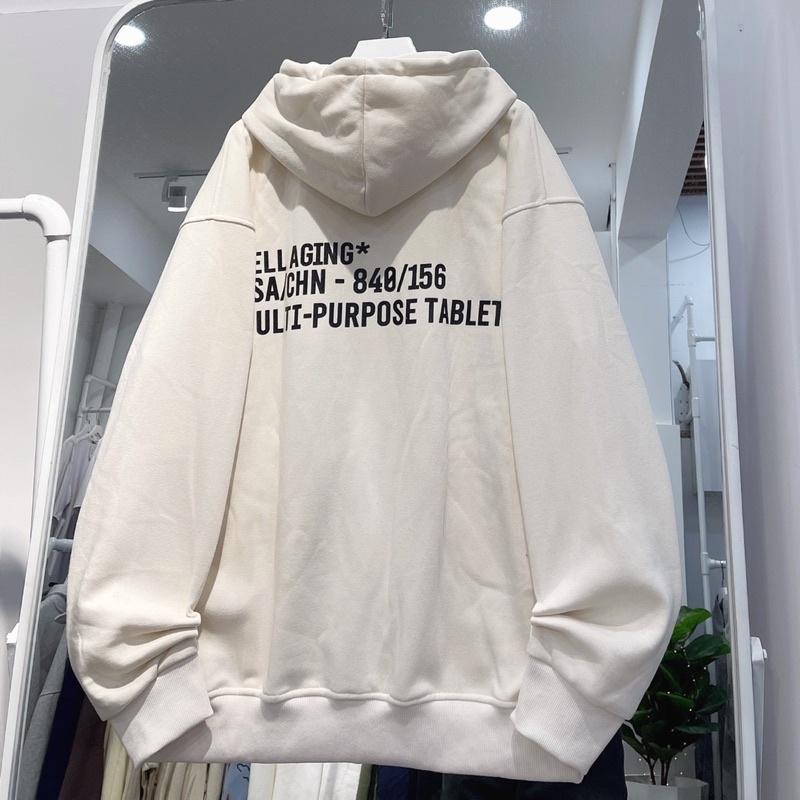 ELLAGING*
SA/CHN - 840/156
ULTI-PURPOSE TABLET